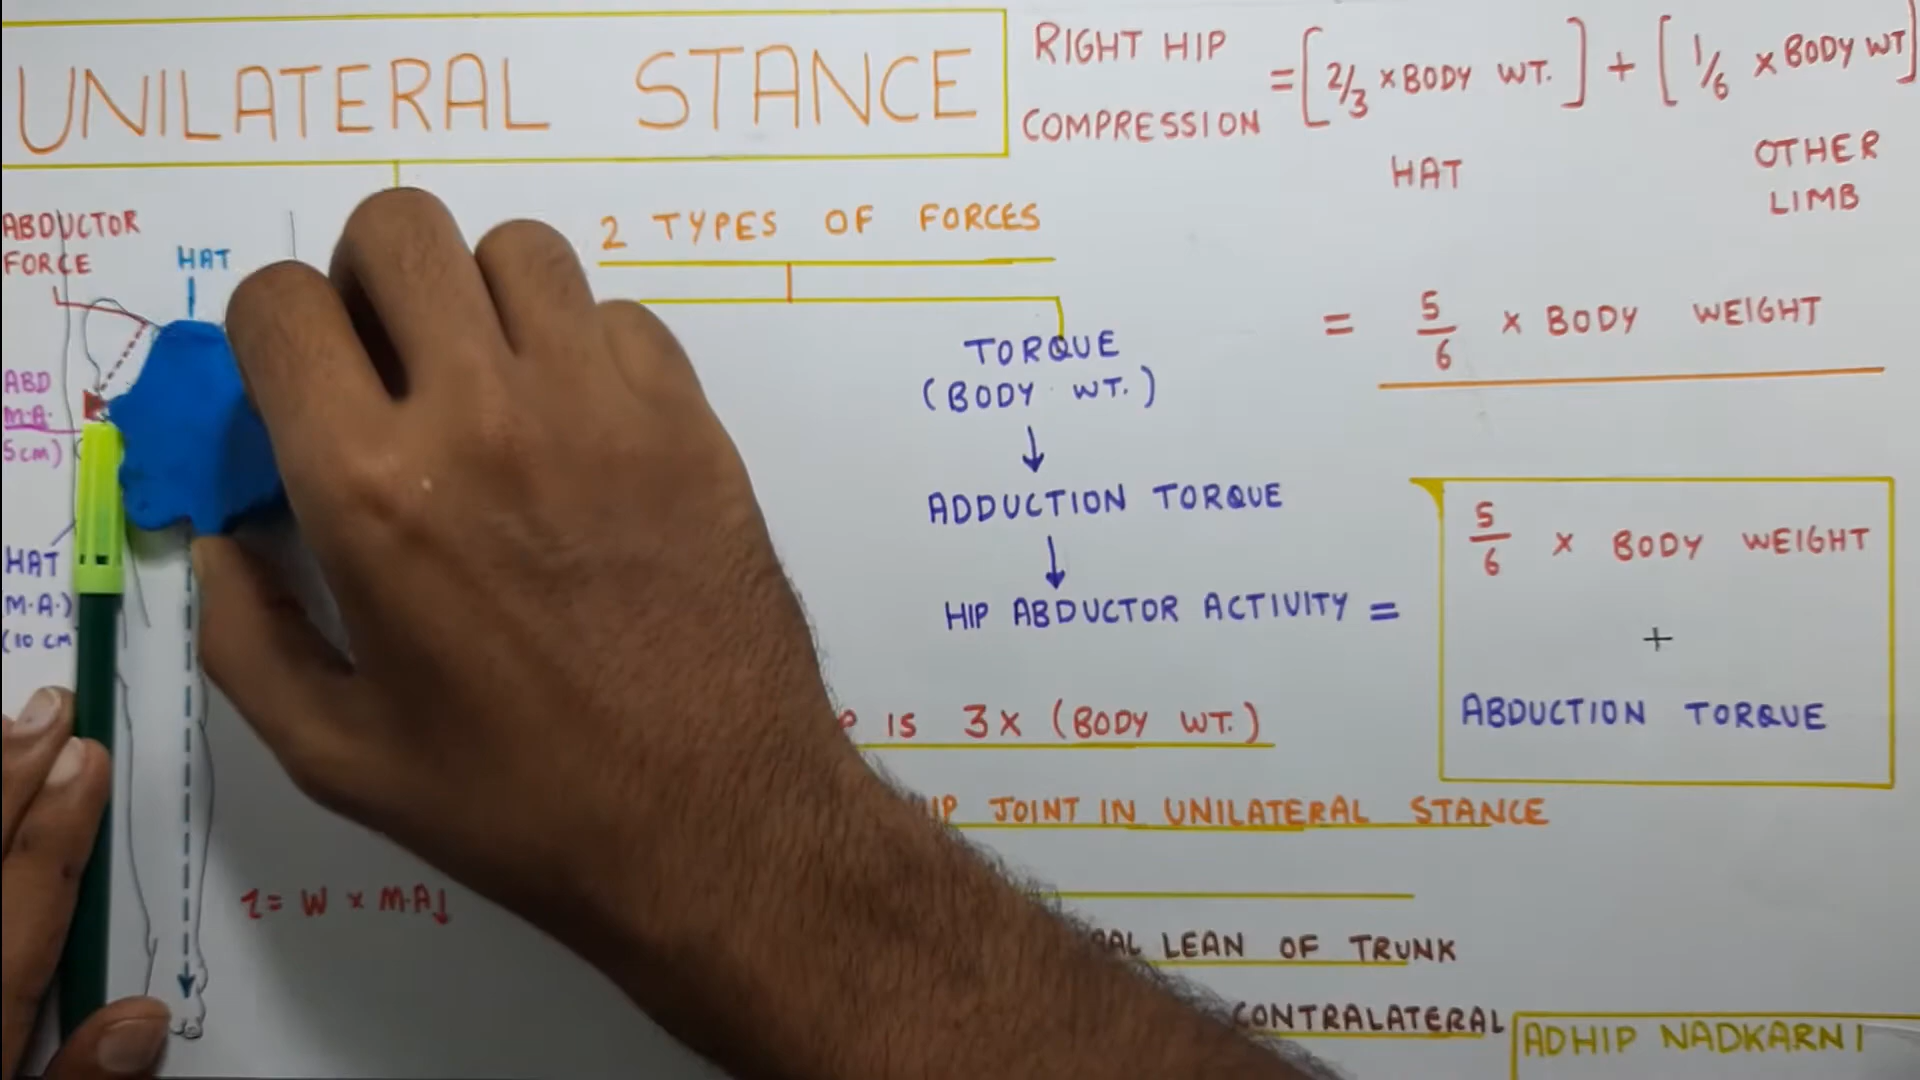 UNILATERAL STANCE
RIGHT HIP
COMPRESSION
= [2/3 × BODY WT.] + [1/6 × BODY WT]
HAT
OTHER
LIMB
= 5/6 × BODY WEIGHT
ABDUCTOR
FORCE
HAT
ABD
M.A.
5cm)
HAT
(M.A.)
(10 CM
τ = W × M.A↓
2 TYPES OF FORCES
TORQUE
(BODY WT.)
↓
ADDUCTION TORQUE
↓
HIP ABDUCTOR ACTIVITY =
5/6 × BODY WEIGHT
+
ABDUCTION TORQUE
IS 3× (BODY WT.)
JOINT IN UNILATERAL STANCE
LEAN OF TRUNK
CONTRALATERAL
ADHIP NADKARNI